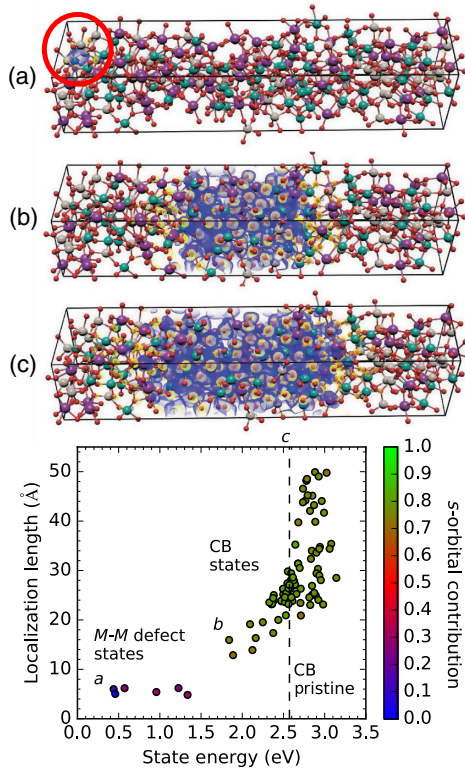 (a)
(b)
(c)
c
Localization length (Å)
50
40
30
20
10
0
CB
states
M-M defect
states
a
b
CB
pristine
0.0 0.5 1.0 1.5 2.0 2.5 3.0 3.5
State energy (eV)
1.0
0.9
0.8
0.7
0.6
0.5
0.4
0.3
0.2
0.1
0.0
s-orbital contribution